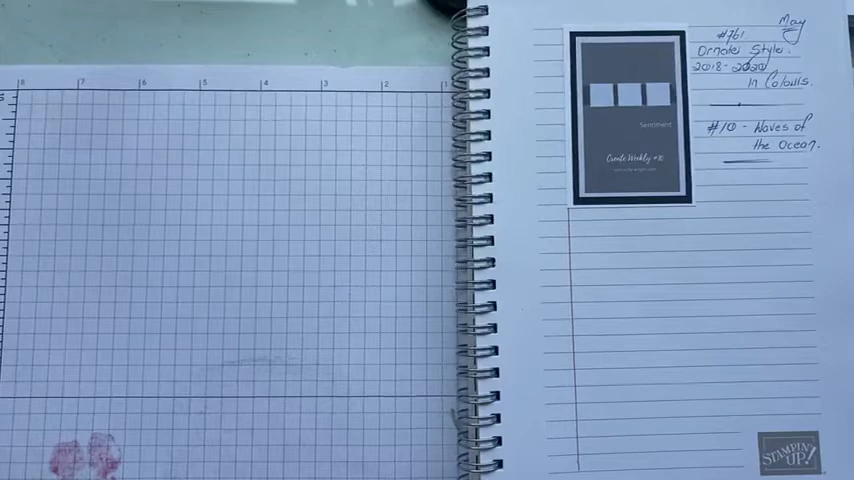 8 7 6 5 4 3 2 1
May
#761
Ornate Style.
2018-2020
in Colours.
#10 - Waves of
the Ocean.
Sentiment
Create Weekly #10
STAMPIN' UP!